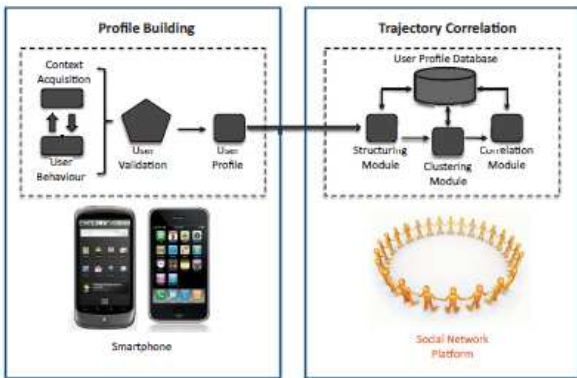 Profile Building
Context
Acquisition
User
Behaviour
User
Validation
User
Profile
Smartphone
Trajectory Correlation
User Profile Database
Structuring
Module
Clustering
Module
Correlation
Module
Social Network
Platform